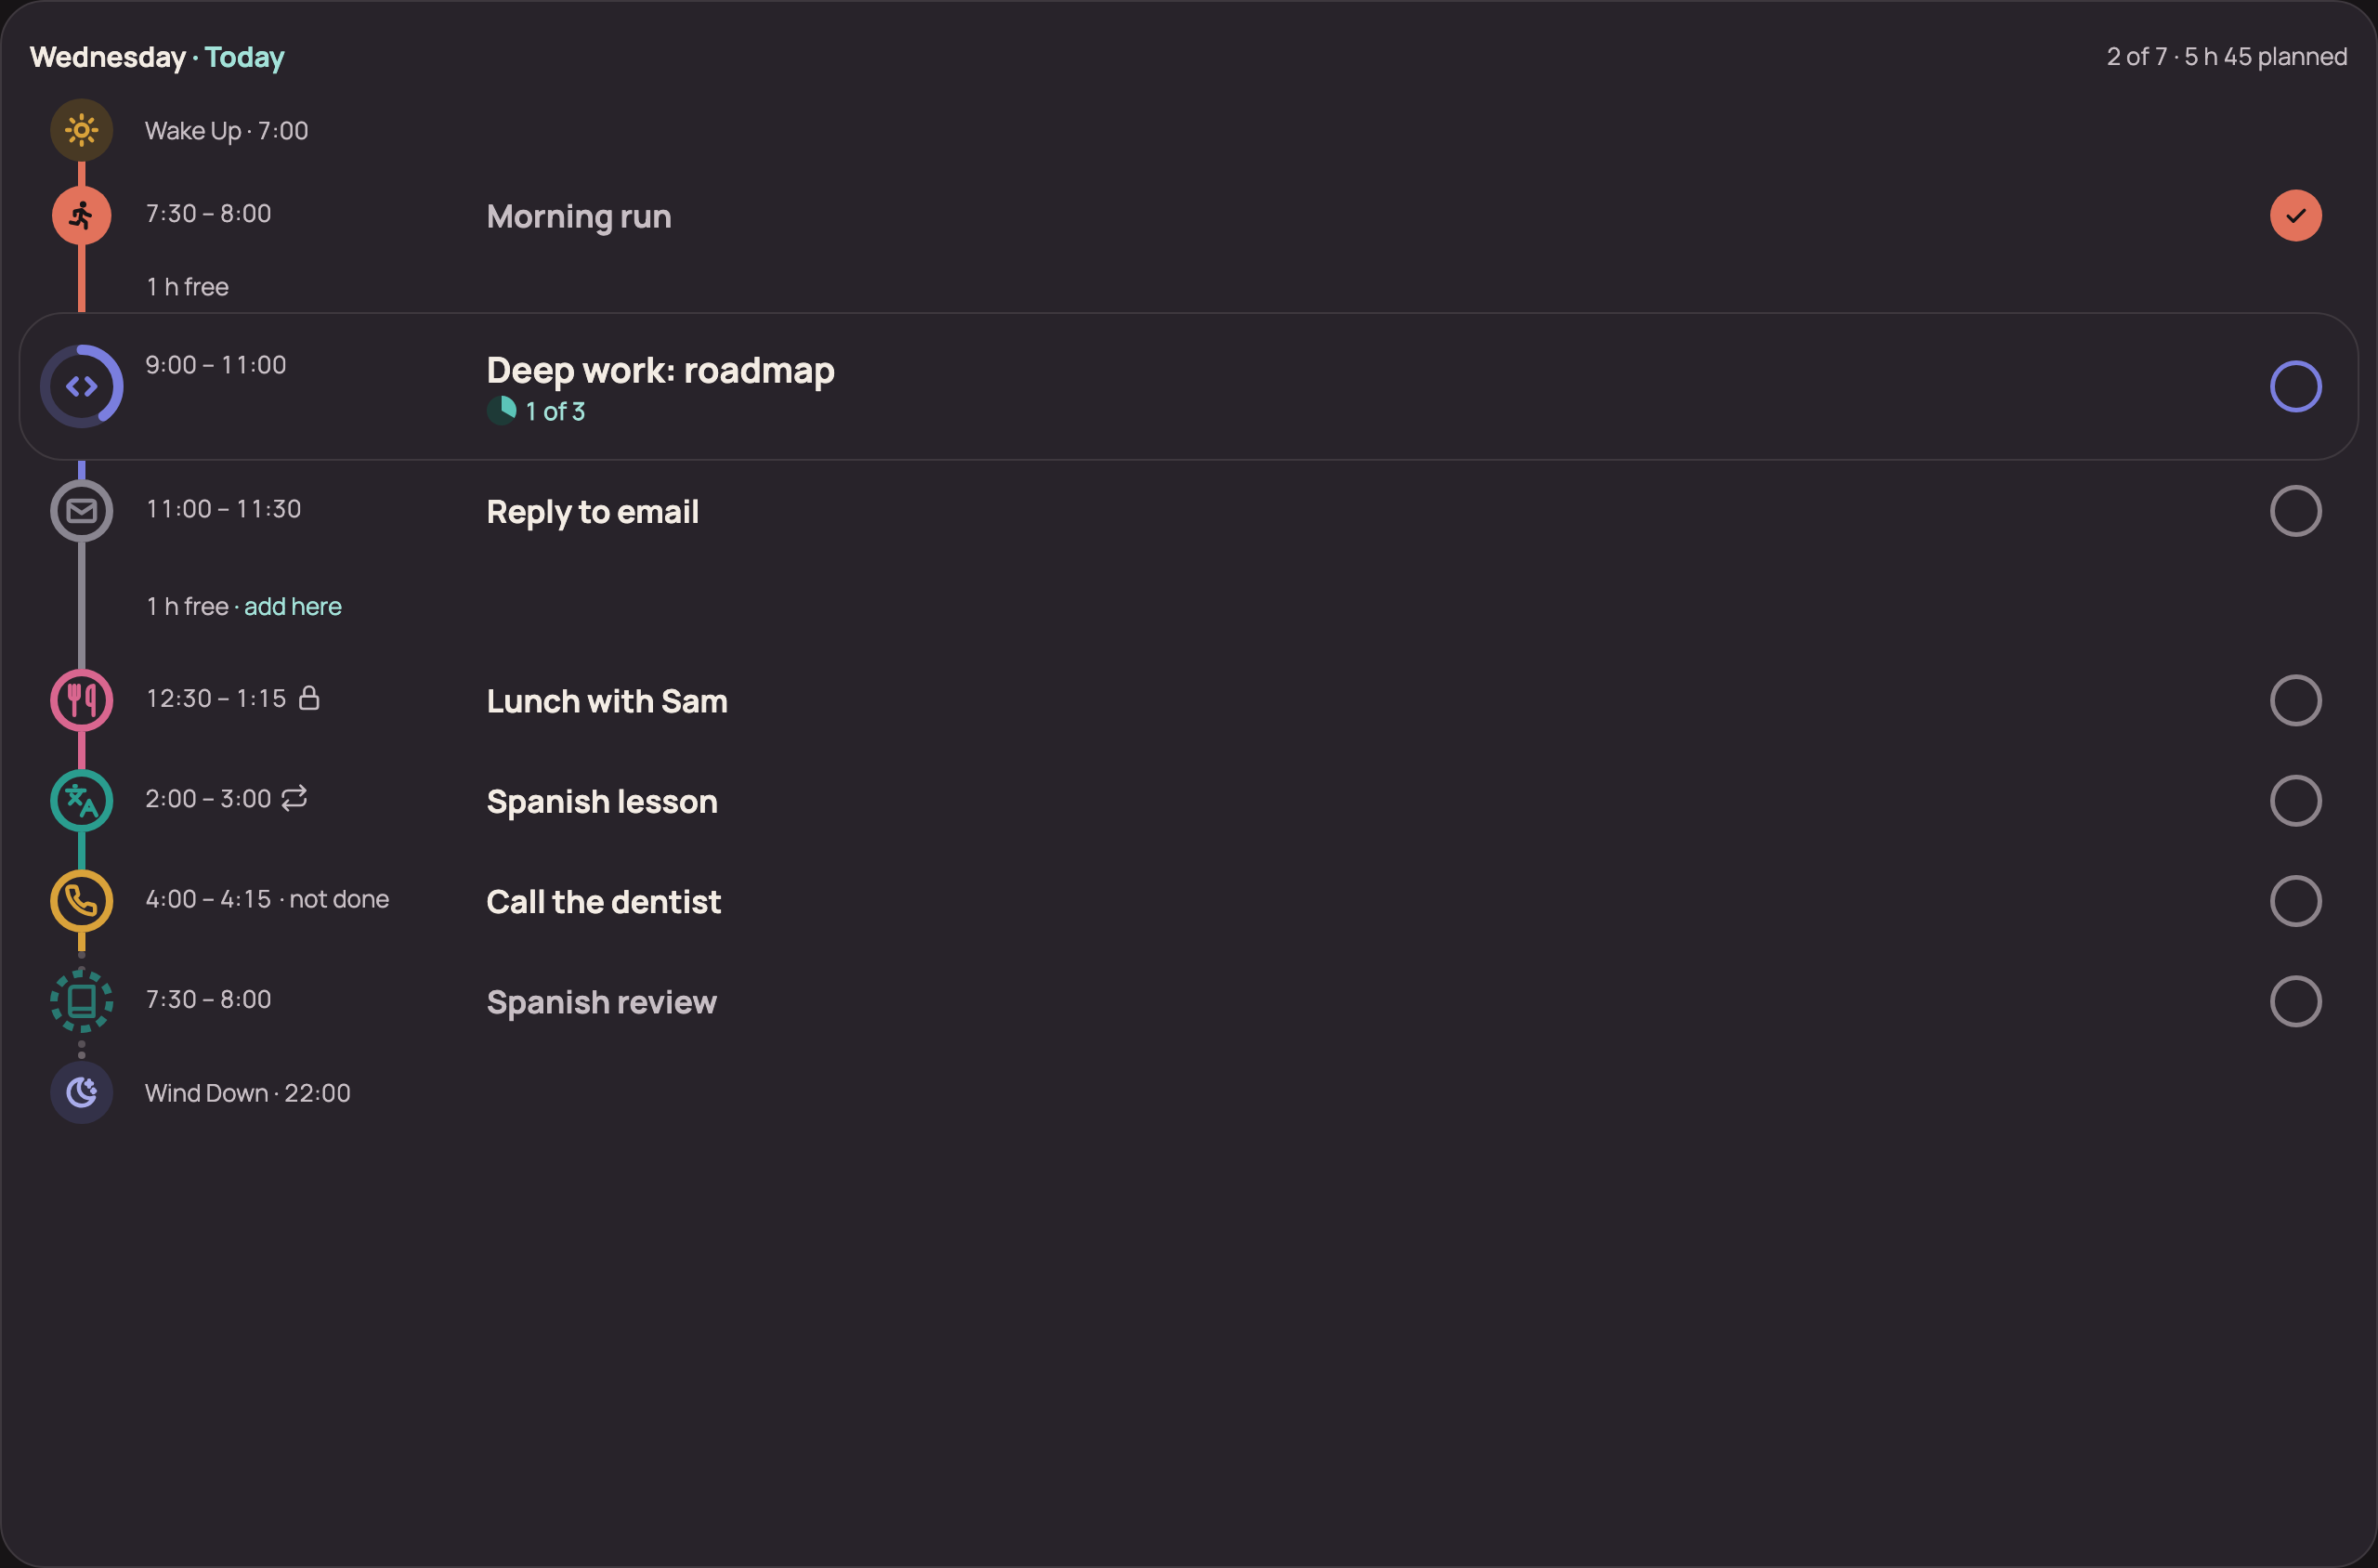 Wednesday · Today
2 of 7 · 5 h 45 planned
Wake Up · 7:00
7:30 – 8:00
Morning run
1 h free
9:00 – 11:00
Deep work: roadmap
1 of 3
11:00 – 11:30
Reply to email
1 h free · add here
12:30 – 1:15
Lunch with Sam
2:00 – 3:00
Spanish lesson
4:00 – 4:15 · not done
Call the dentist
7:30 – 8:00
Spanish review
Wind Down · 22:00